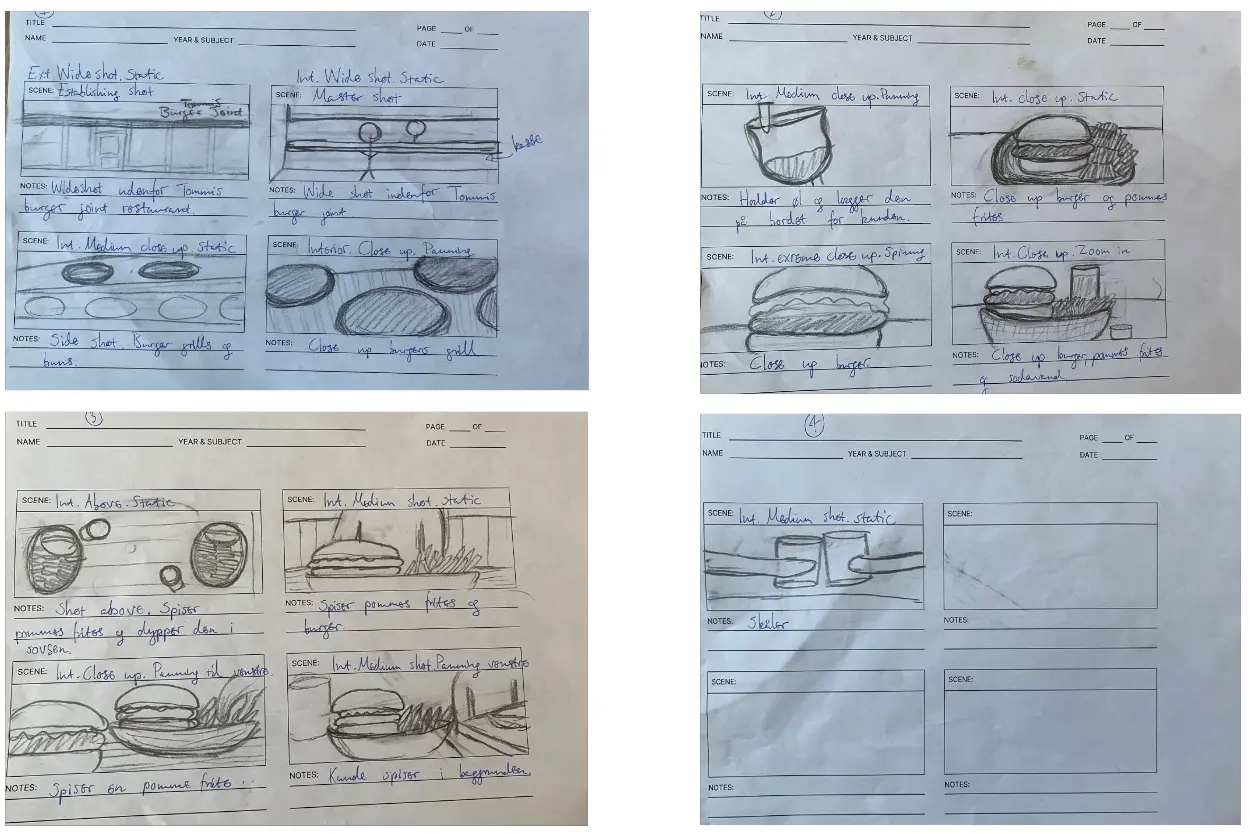 TITLE
PAGE ___ OF ___
NAME
YEAR & SUBJECT
DATE
Ext. Wide shot. Static
SCENE: Establishing shot
Tommi's
Burger Joint
NOTES: Wideshot udenfor Tommis
burger joint restaurant.
Int. Wide shot. Static
SCENE: Master shot
kasse
NOTES: Wide shot indenfor Tommis
burger joint.
SCENE: Int. Medium close up. Static
NOTES: Side shot. Burger grills og
buns.
SCENE: Interior. Close up. Panning
NOTES: Close up burgers grill
2
TITLE
PAGE ___ OF ___
NAME
YEAR & SUBJECT
DATE
SCENE: Int. Medium close up. Panning
NOTES: Holder øl og lægger den
på bordet for kunden.
SCENE: Int. close up. Static
NOTES: Close up burger og pommes
frites
SCENE: Int. extreme close up. Spinning
NOTES: Close up burger.
SCENE: Int. Close up. Zoom in
NOTES: Close up burger, pommes frites
og sodavand.
3
TITLE
PAGE ___ OF ___
NAME
YEAR & SUBJECT
DATE
SCENE: Int. Above. Static
NOTES: Shot above. Spiser
pommes frites og dypper den i
sovsen.
SCENE: Int. Medium shot. static
NOTES: Spiser pommes frites og
burger.
SCENE: Int. Close up. Panning til venstre
NOTES: Spiser en pomme frite ..
SCENE: Int. Medium shot. Panning venstre
NOTES: Kunde spiser i baggrunden.
4
TITLE
PAGE ___ OF ___
NAME
YEAR & SUBJECT
DATE
SCENE: Int. Medium shot. static
NOTES: Skåler
SCENE:
NOTES:
SCENE:
NOTES:
SCENE:
NOTES: